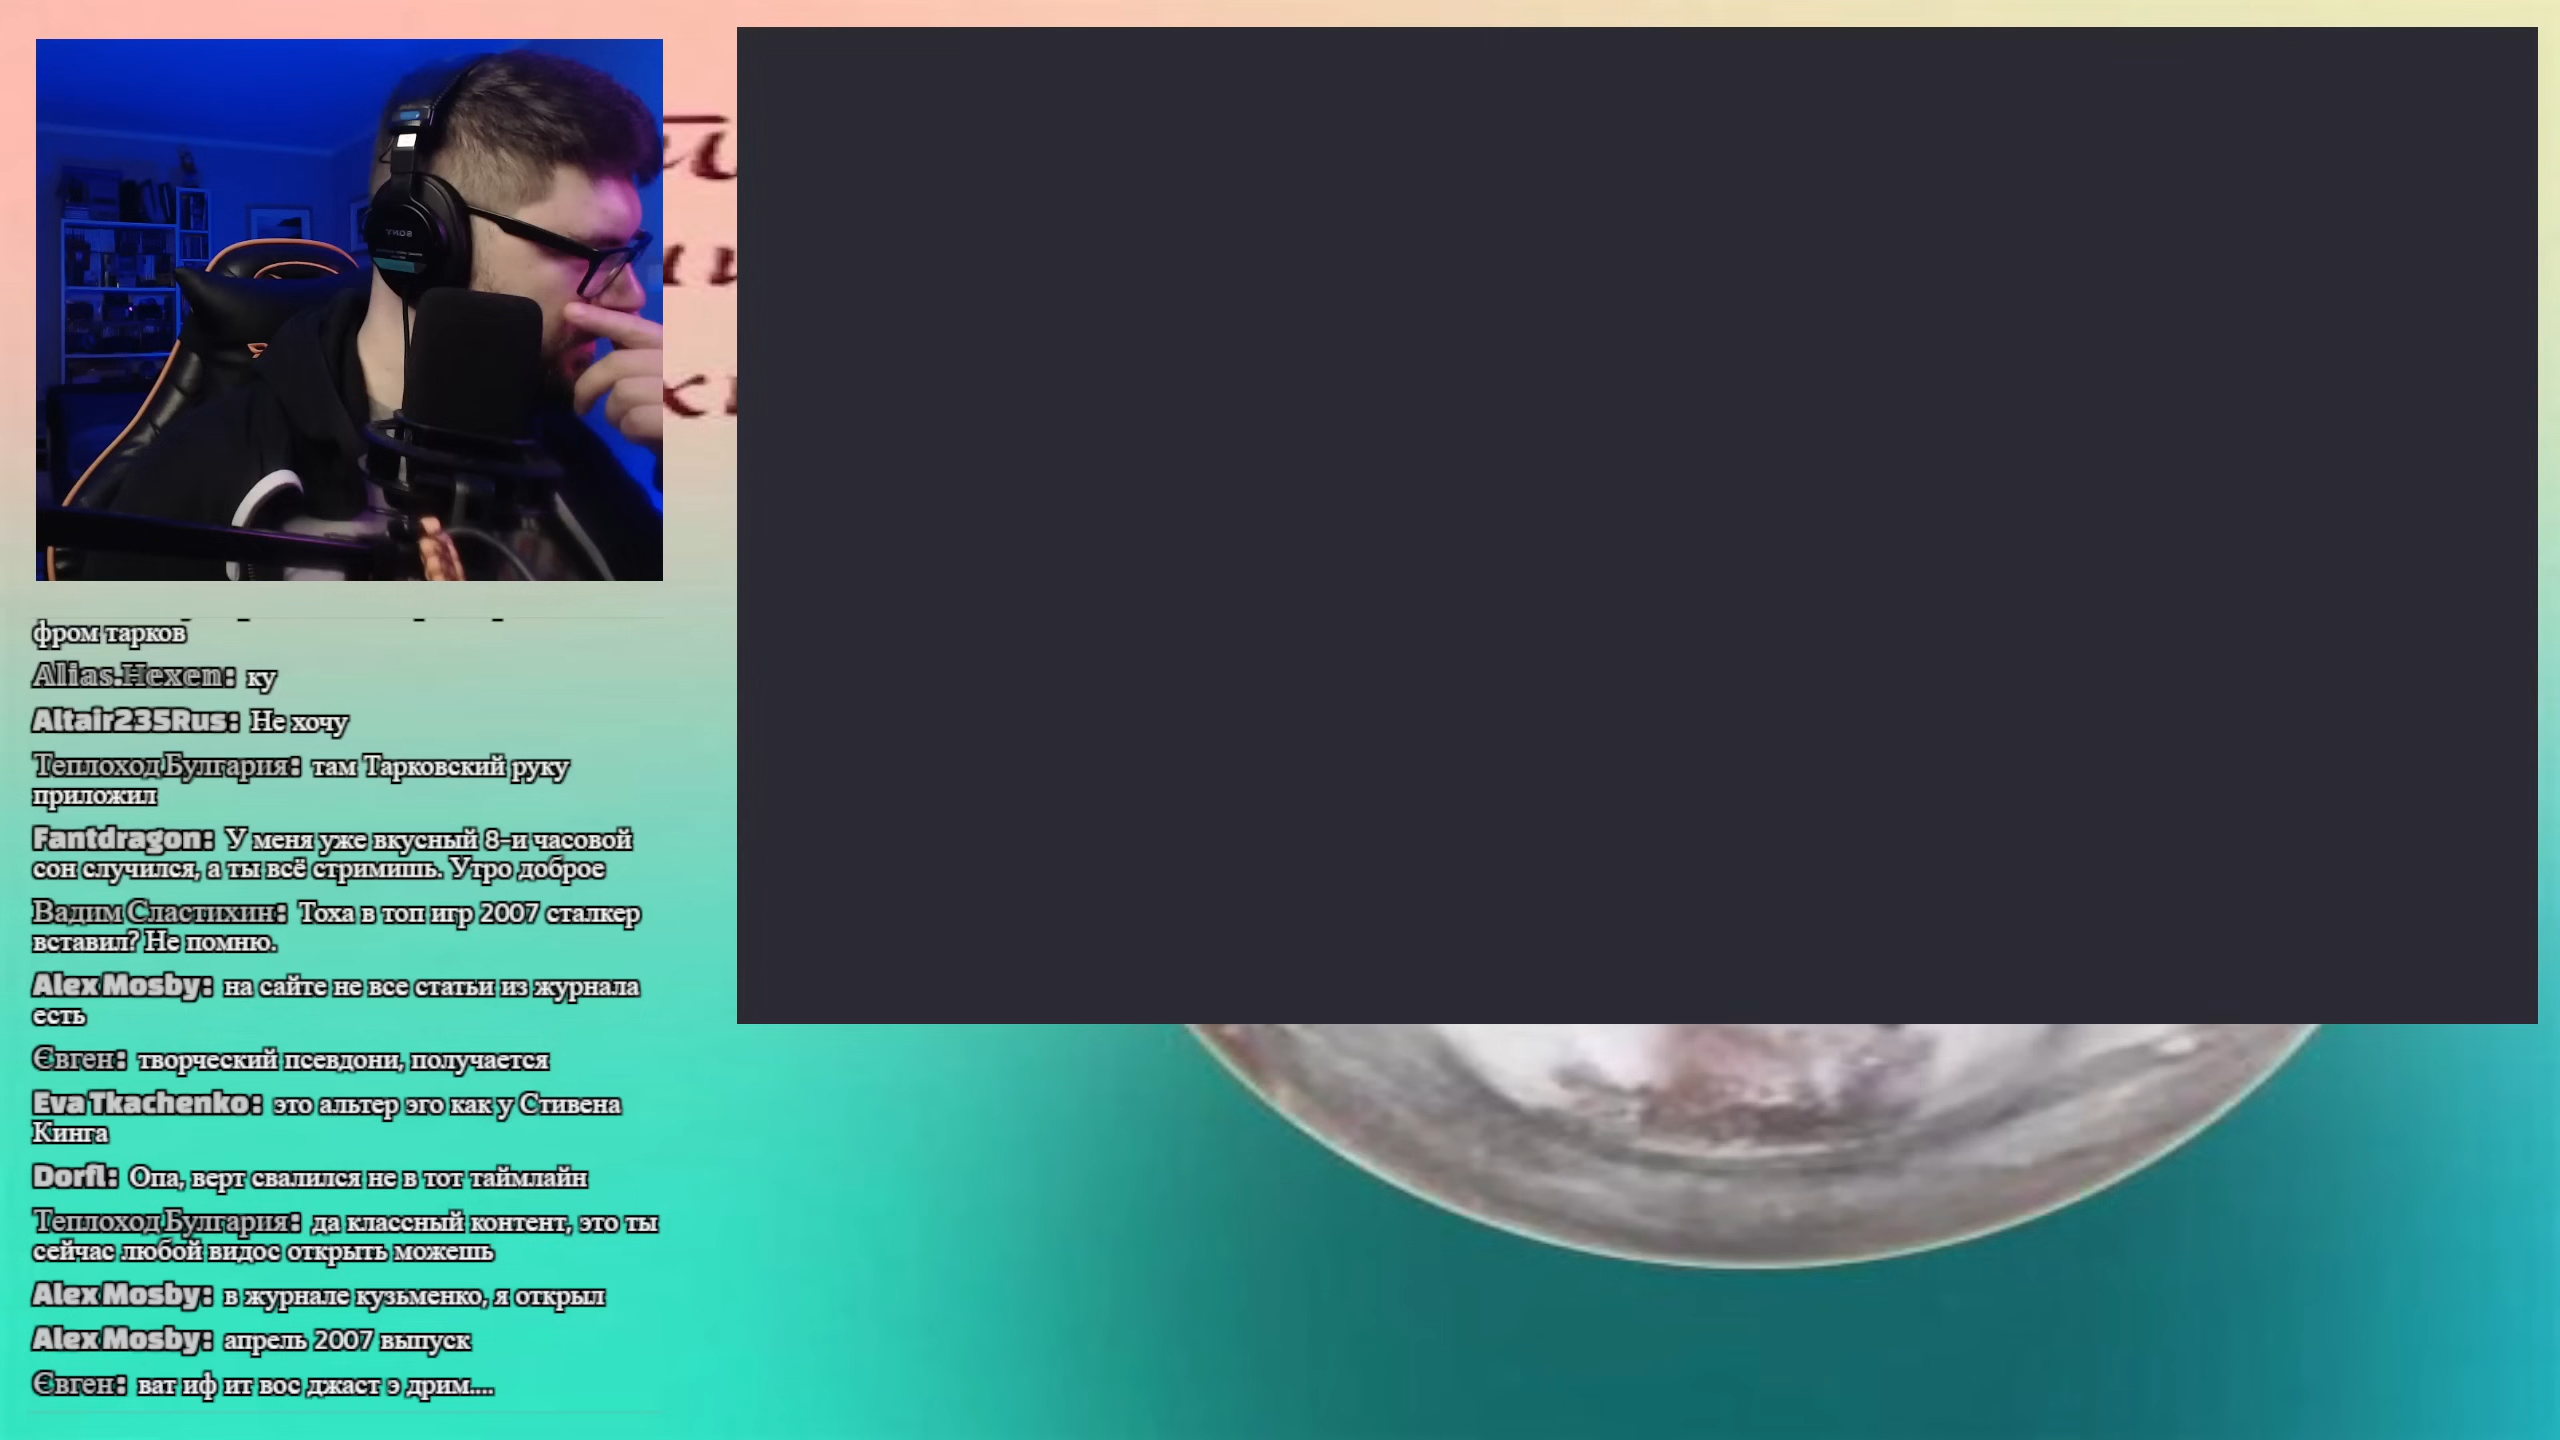 фром тарков
Alias.Hexen: ку
Altair235Rus: Не хочу
Теплоход Булгария: там Тарковский руку
приложил
Fantdragon: У меня уже вкусный 8-и часовой
сон случился, а ты всё стримишь. Утро доброе
Вадим Сластихин: Тоха в топ игр 2007 сталкер
вставил? Не помню.
Alex Mosby: на сайте не все статьи из журнала
есть
Євген: творческий псевдони, получается
Eva Tkachenko: это альтер эго как у Стивена
Кинга
Dorfl: Опа, верт свалился не в тот таймлайн
Теплоход Булгария: да классный контент, это ты
сейчас любой видос открыть можешь
Alex Mosby: в журнале кузьменко, я открыл
Alex Mosby: апрель 2007 выпуск
Євген: ват иф ит вос джаст э дрим....